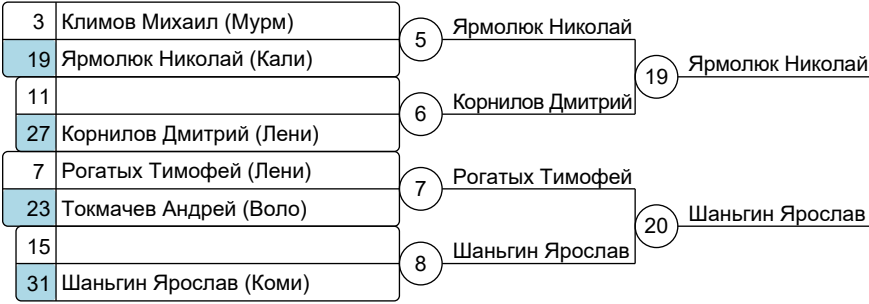 3 Климов Михаил (Мурм)
19 Ярмолюк Николай (Кали)
5 Ярмолюк Николай
11
27 Корнилов Дмитрий (Лени)
6 Корнилов Дмитрий
19 Ярмолюк Николай
7 Рогатых Тимофей (Лени)
23 Токмачев Андрей (Воло)
7 Рогатых Тимофей
15
31 Шаньгин Ярослав (Коми)
8 Шаньгин Ярослав
20 Шаньгин Ярослав